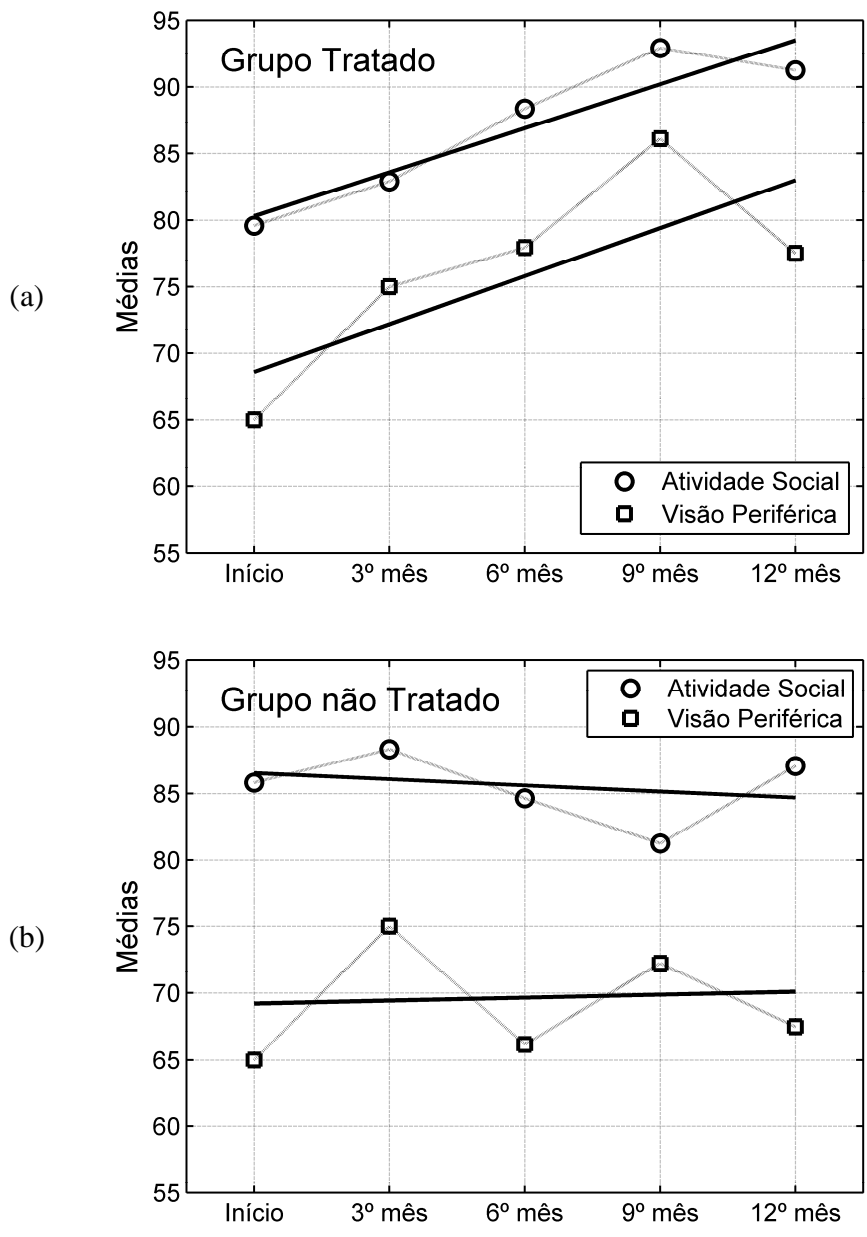 (a)
Grupo Tratado
Médias
95
90
85
80
75
70
65
60
55
Atividade Social
Visão Periférica
Início 3º mês 6º mês 9º mês 12º mês
(b)
Grupo não Tratado
Médias
95
90
85
80
75
70
65
60
55
Atividade Social
Visão Periférica
Início 3º mês 6º mês 9º mês 12º mês